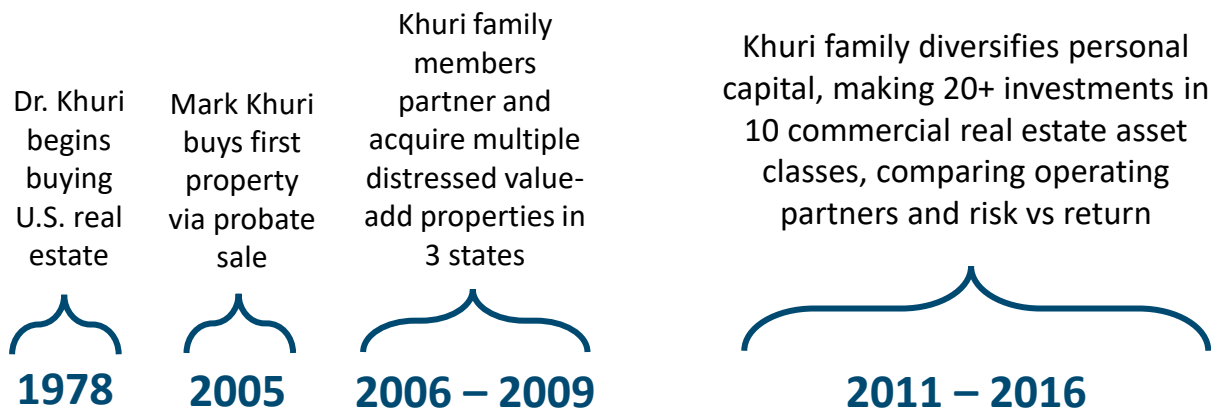 Dr. Khuri
begins
buying
U.S. real
estate
1978
Mark Khuri
buys first
property
via probate
sale
2005
Khuri family
members
partner and
acquire multiple
distressed value-
add properties in
3 states
2006 – 2009
Khuri family diversifies personal
capital, making 20+ investments in
10 commercial real estate asset
classes, comparing operating
partners and risk vs return
2011 – 2016